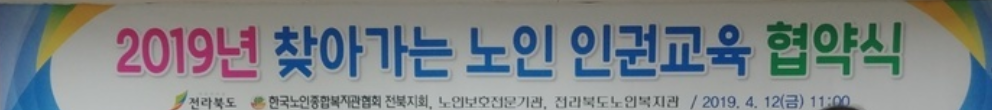 2019년 찾아가는 노인 인권교육 협약식
전라북도 한국노인종합복지관협회 전북지회, 노인보호전문기관, 전라북도노인복지관 / 2019. 4. 12(금) 11:00